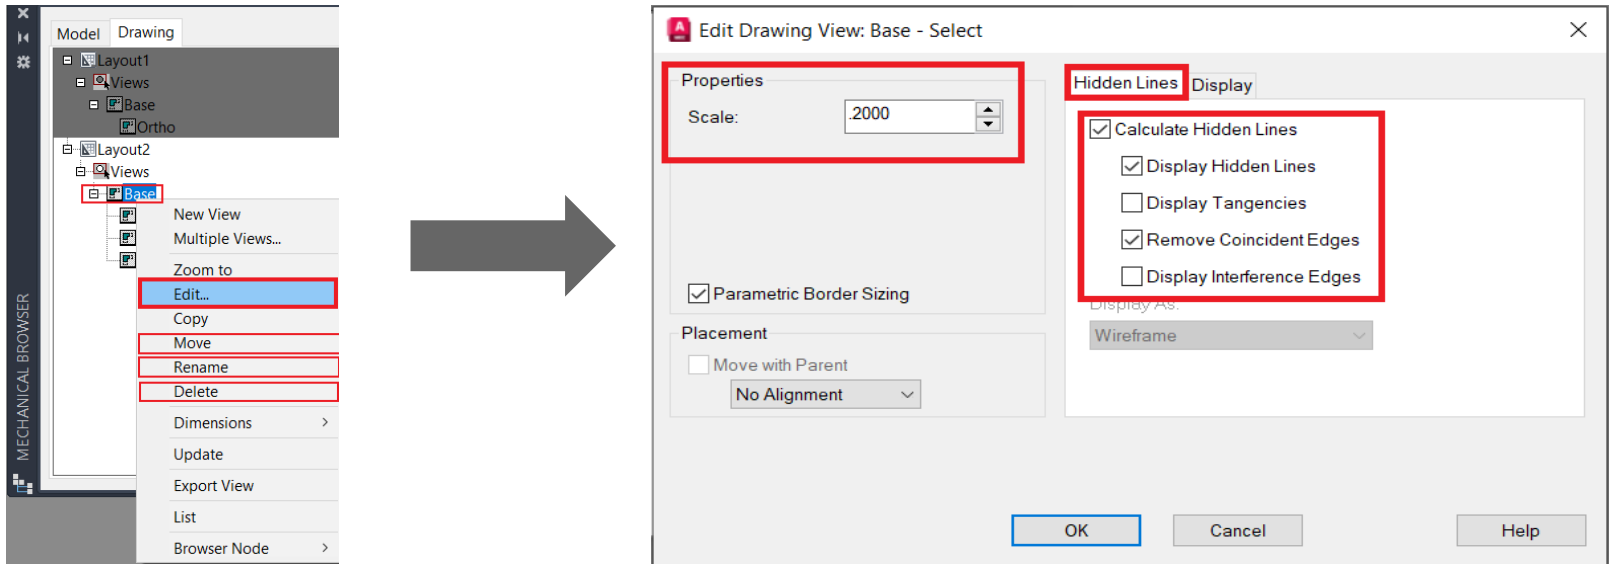 Model Drawing
Layout1
Views
Base
Ortho
Layout2
Views
Base
New View
Multiple Views...
Zoom to
Edit...
Copy
Move
Rename
Delete
Dimensions
Update
Export View
List
Browser Node
MECHANICAL BROWSER
Edit Drawing View: Base - Select
Properties
Scale: .2000
Parametric Border Sizing
Placement
Move with Parent
No Alignment
Hidden Lines Display
Calculate Hidden Lines
Display Hidden Lines
Display Tangencies
Remove Coincident Edges
Display Interference Edges
Display As:
Wireframe
OK Cancel Help